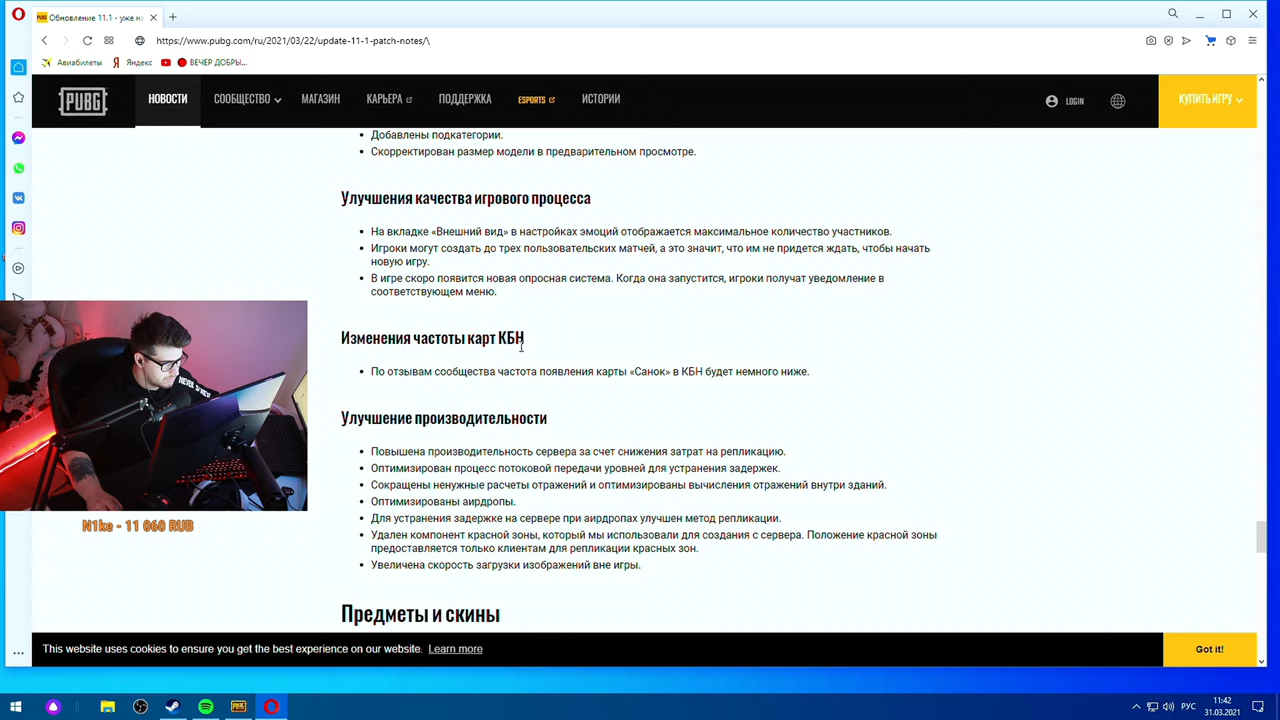 Обновление 11.1 - уже на
https://www.pubg.com/ru/2021/03/22/update-11-1-patch-notes/\
Авиабилеты
Яндекс
ВЕЧЕР ДОБРЫ...
PUBG
НОВОСТИ
СООБЩЕСТВО
МАГАЗИН
КАРЬЕРА
ПОДДЕРЖКА
ESPORTS
ИСТОРИИ
LOGIN
КУПИТЬ ИГРУ
Добавлены подкатегории.
Скорректирован размер модели в предварительном просмотре.
Улучшения качества игрового процесса
На вкладке «Внешний вид» в настройках эмоций отображается максимальное количество участников.
Игроки могут создать до трех пользовательских матчей, а это значит, что им не придется ждать, чтобы начать
новую игру.
В игре скоро появится новая опросная система. Когда она запустится, игроки получат уведомление в
соответствующем меню.
Изменения частоты карт КБН
По отзывам сообщества частота появления карты «Санок» в КБН будет немного ниже.
Улучшение производительности
Повышена производительность сервера за счет снижения затрат на репликацию.
Оптимизирован процесс потоковой передачи уровней для устранения задержек.
Сокращены ненужные расчеты отражений и оптимизированы вычисления отражений внутри зданий.
Оптимизированы аирдропы.
Для устранения задержке на сервере при аирдропах улучшен метод репликации.
Удален компонент красной зоны, который мы использовали для создания с сервера. Положение красной зоны
предоставляется только клиентам для репликации красных зон.
Увеличена скорость загрузки изображений вне игры.
Предметы и скины
N1ke - 11 060 RUB
This website uses cookies to ensure you get the best experience on our website. Learn more
Got it!
РУС
11:42
31.03.2021